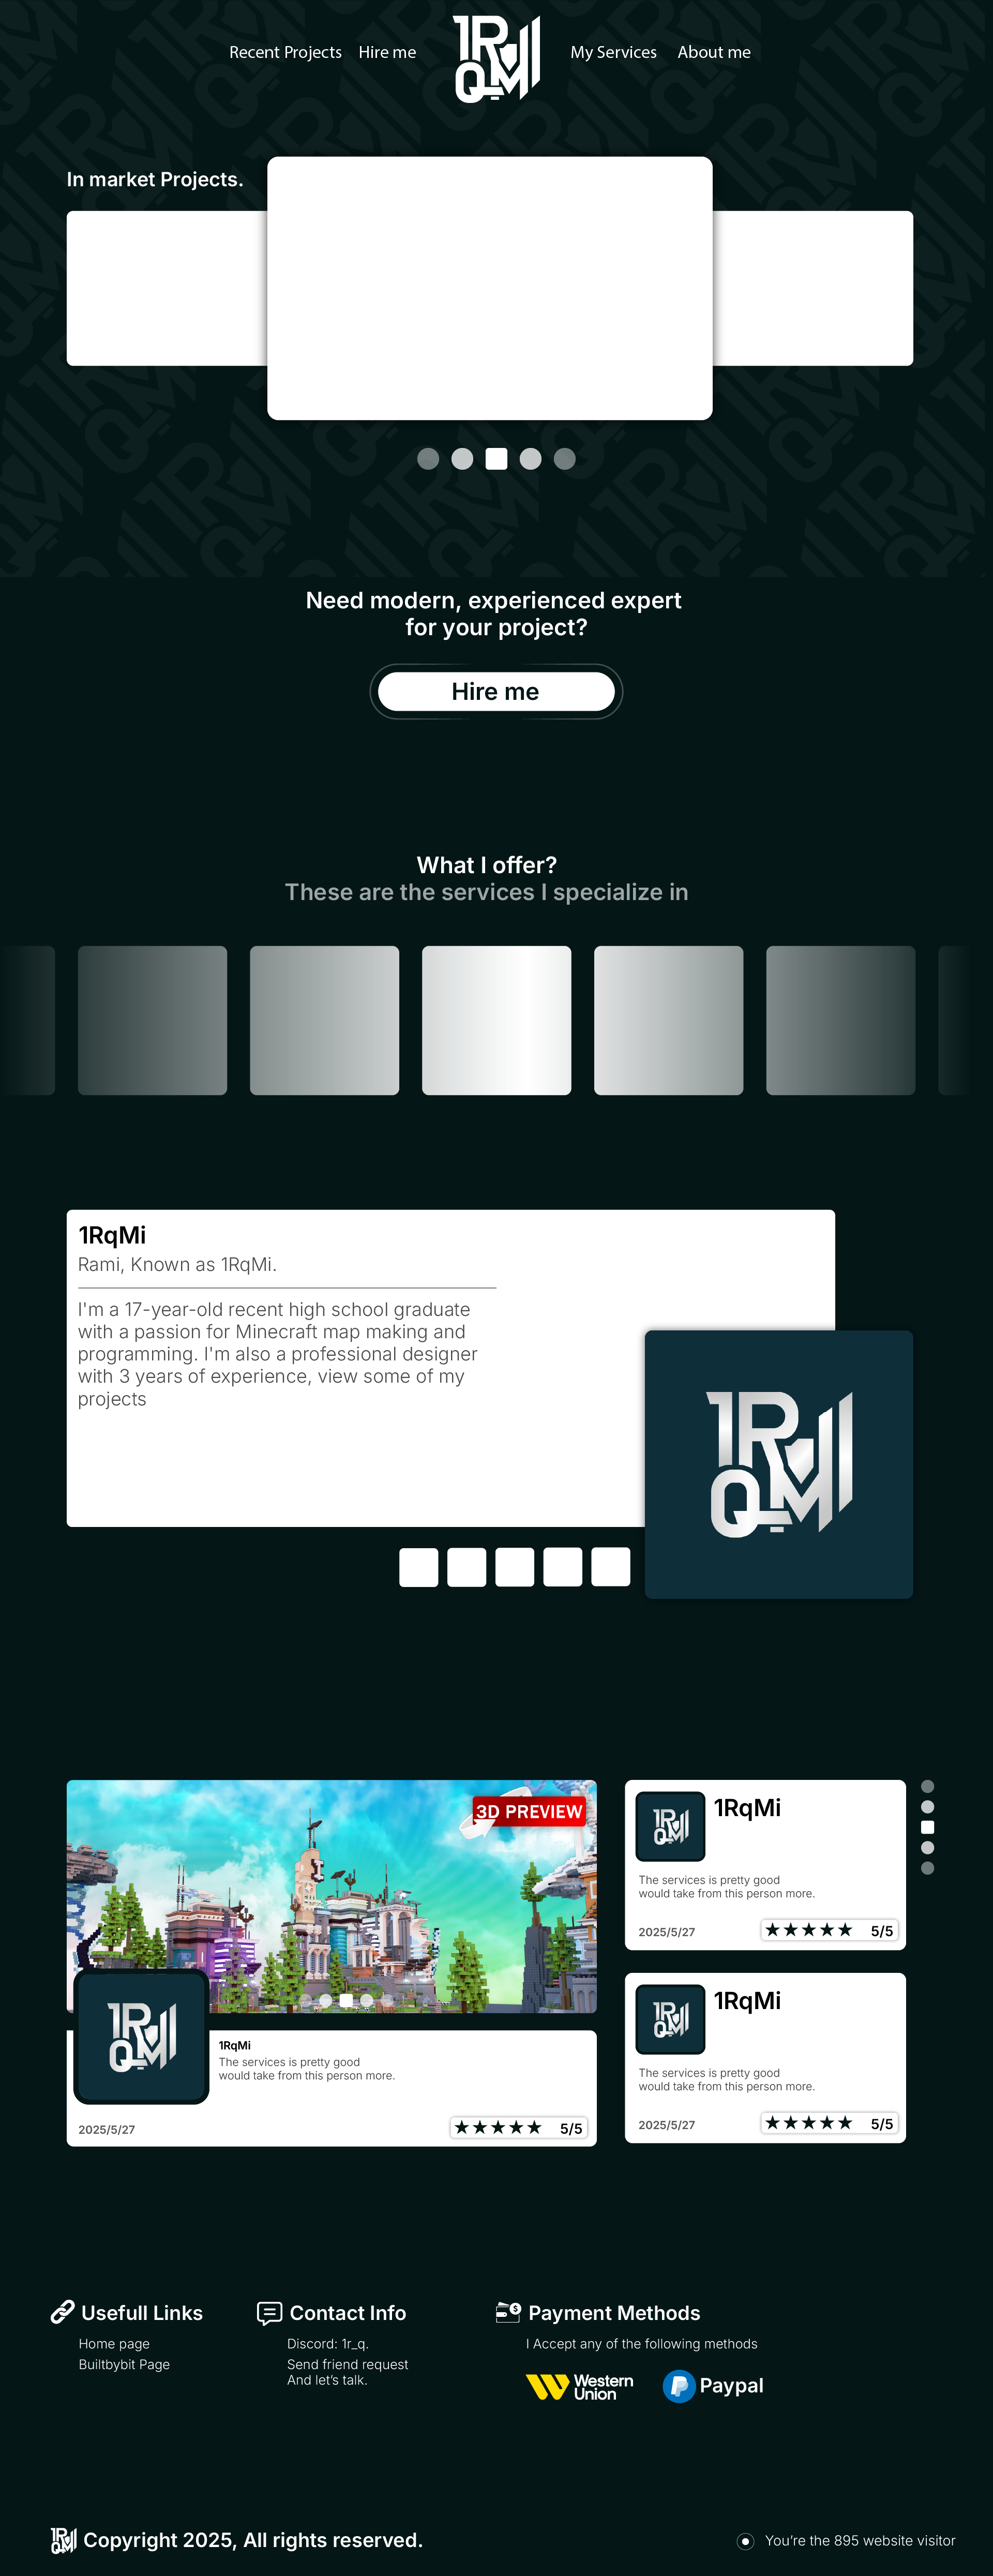 Recent Projects Hire me 1RQMI My Services About me
In market Projects.
Need modern, experienced expert
for your project?
Hire me
What I offer?
These are the services I specialize in
1RqMi
Rami, Known as 1RqMi.
I'm a 17-year-old recent high school graduate
with a passion for Minecraft map making and
programming. I'm also a professional designer
with 3 years of experience, view some of my
projects
1RQMI
3D PREVIEW
1RQMI
1RqMi
The services is pretty good
would take from this person more.
2025/5/27
★★★★★ 5/5
1RQMI
1RqMi
The services is pretty good
would take from this person more.
2025/5/27
★★★★★ 5/5
1RQMI
1RqMi
The services is pretty good
would take from this person more.
2025/5/27
★★★★★ 5/5
Usefull Links
Home page
Builtbybit Page
Contact Info
Discord: 1r_q.
Send friend request
And let's talk.
Payment Methods
I Accept any of the following methods
Western
Union
Paypal
1RQMI Copyright 2025, All rights reserved.
You're the 895 website visitor